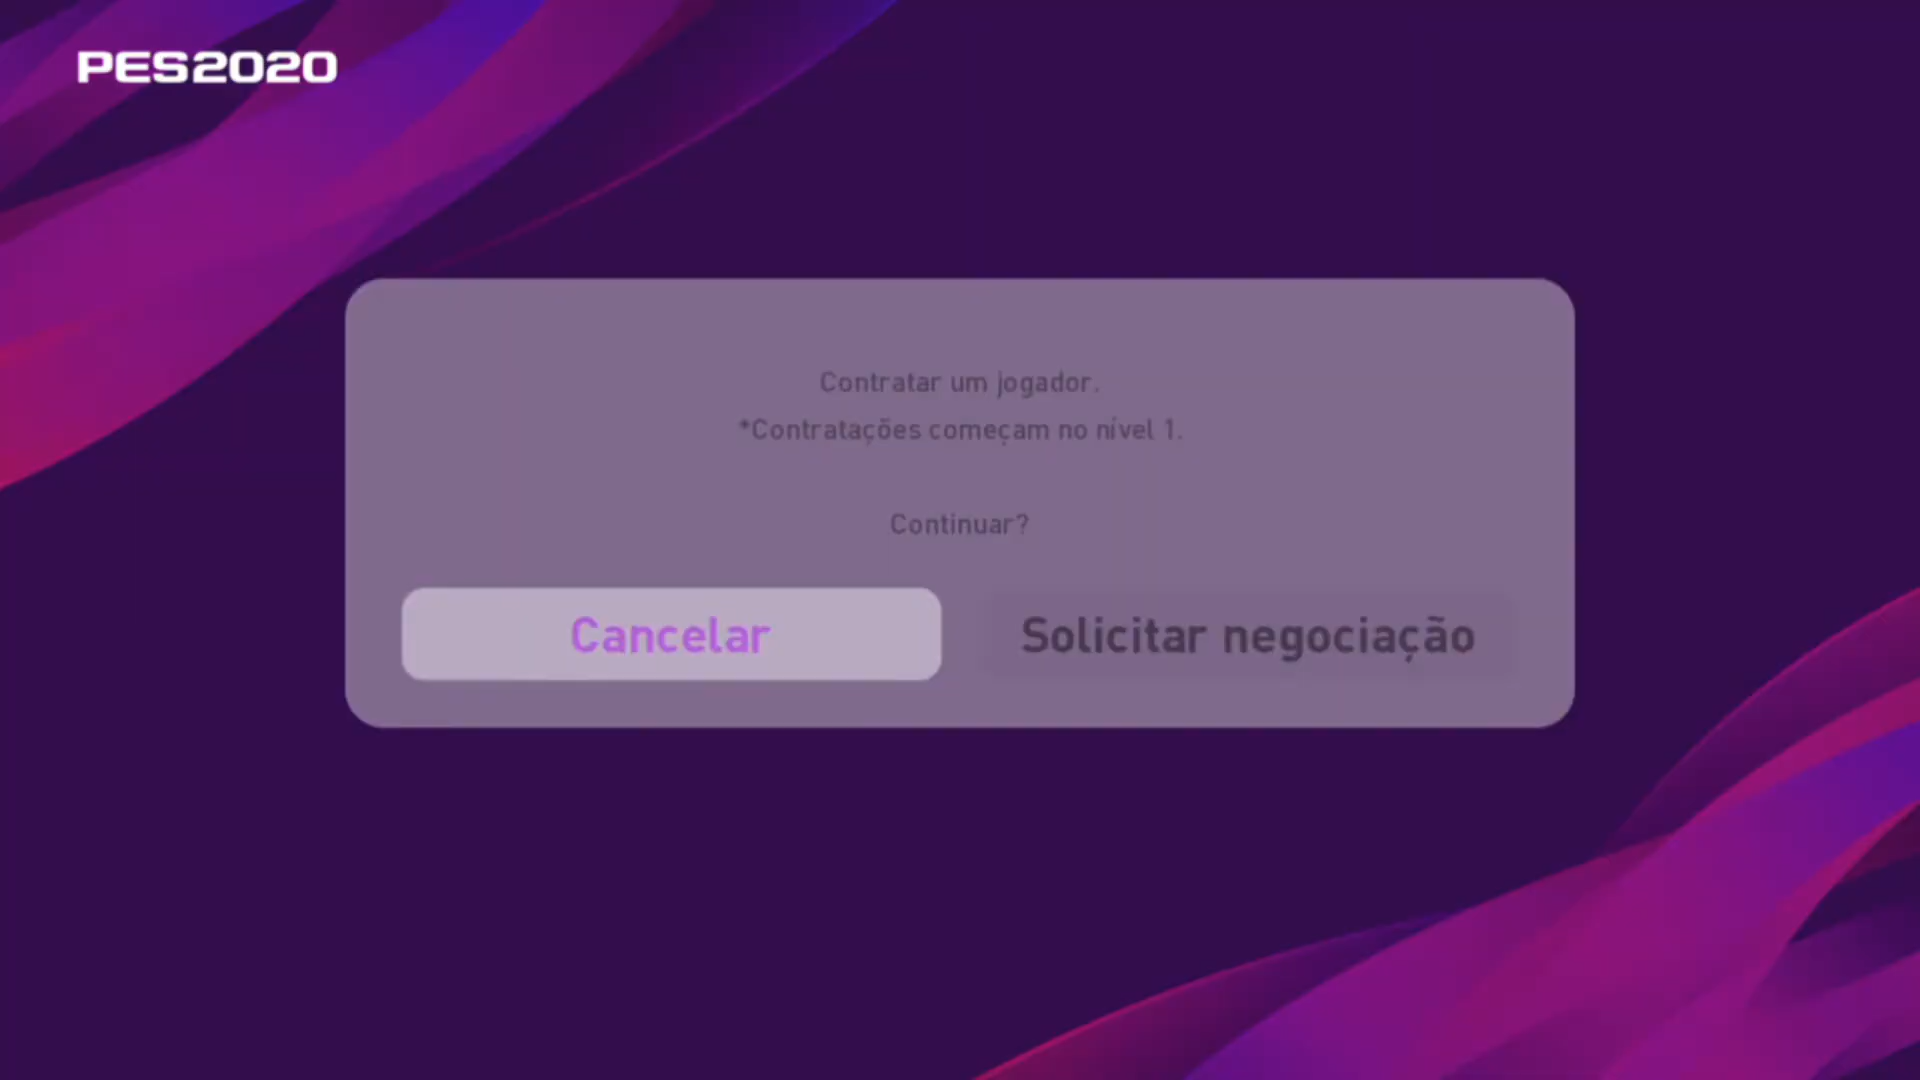 PES2020
Contratar um jogador.
*Contratações começam no nível 1.
Continuar?
Cancelar
Solicitar negociação